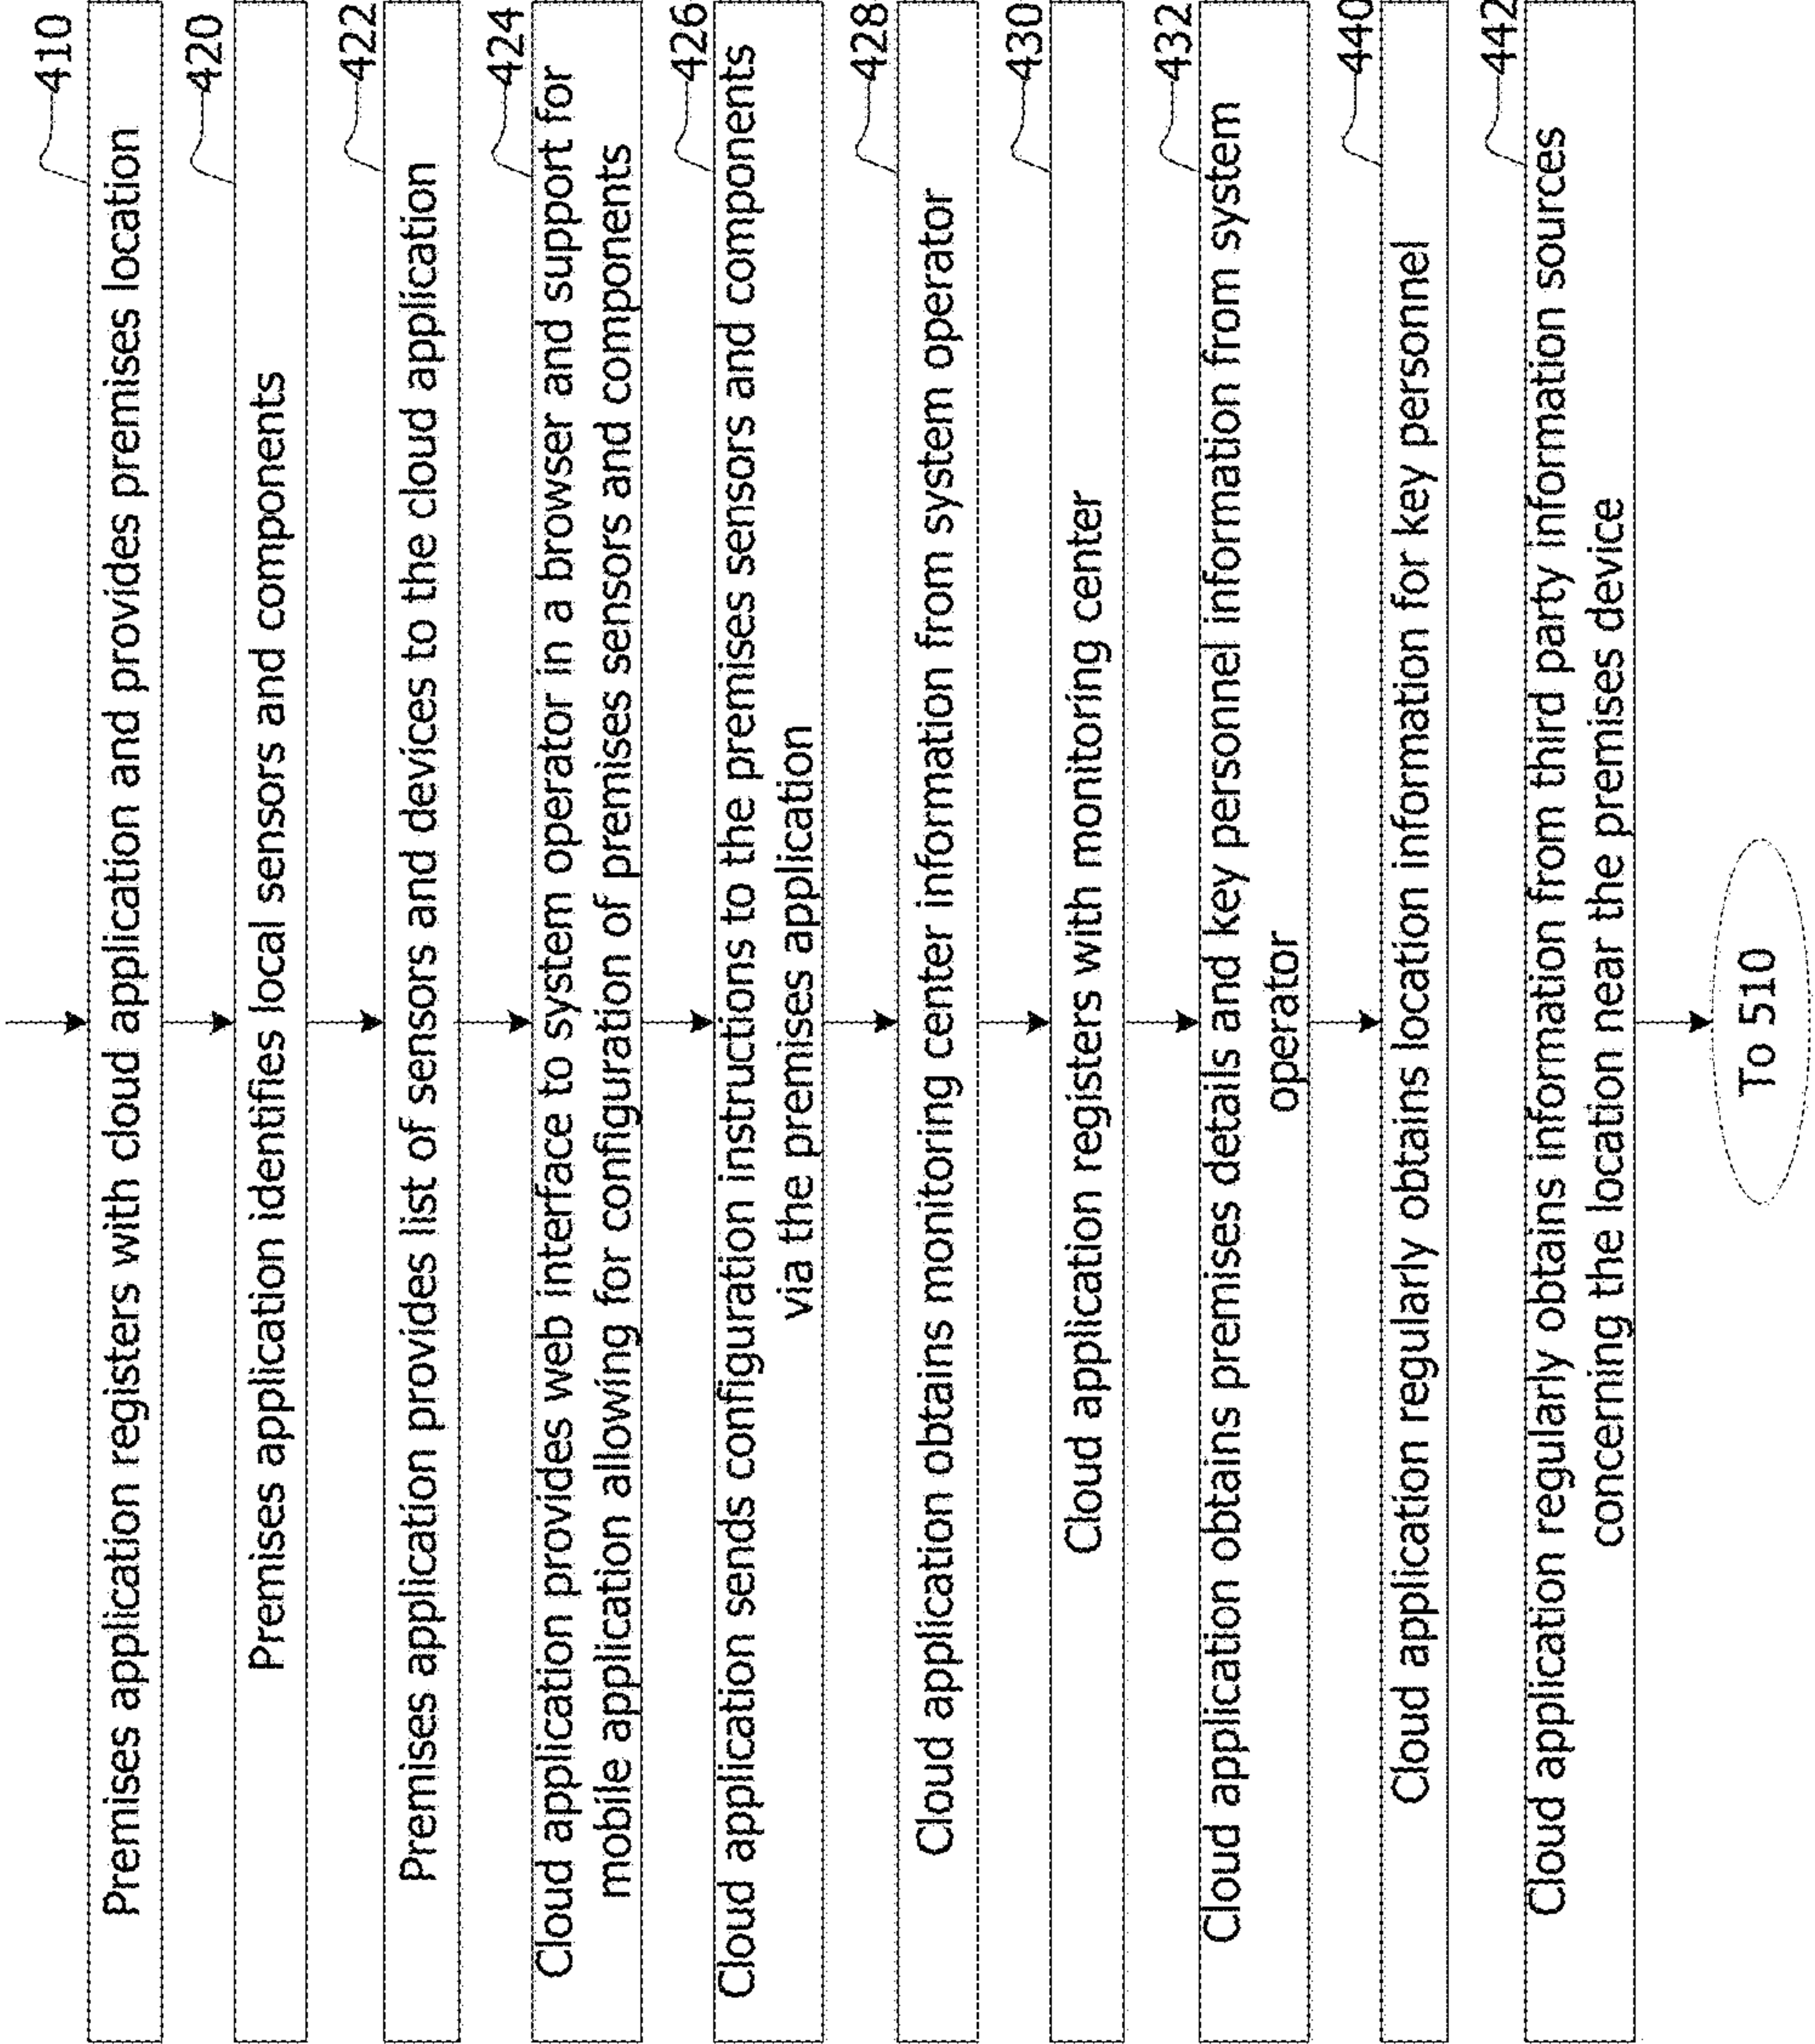 410
Premises application registers with cloud application and provides premises location
420
Premises application identifies local sensors and components
422
Premises application provides list of sensors and devices to the cloud application
424
Cloud application provides web interface to system operator in a browser and support for
mobile application allowing for configuration of premises sensors and components
426
Cloud application sends configuration instructions to the premises sensors and components
via the premises application
428
Cloud application obtains monitoring center information from system operator
430
Cloud application registers with monitoring center
432
Cloud application obtains premises details and key personnel information from system
operator
440
Cloud application regularly obtains location information for key personnel
442
Cloud application regularly obtains information from third party information sources
concerning the location near the premises device
To 510